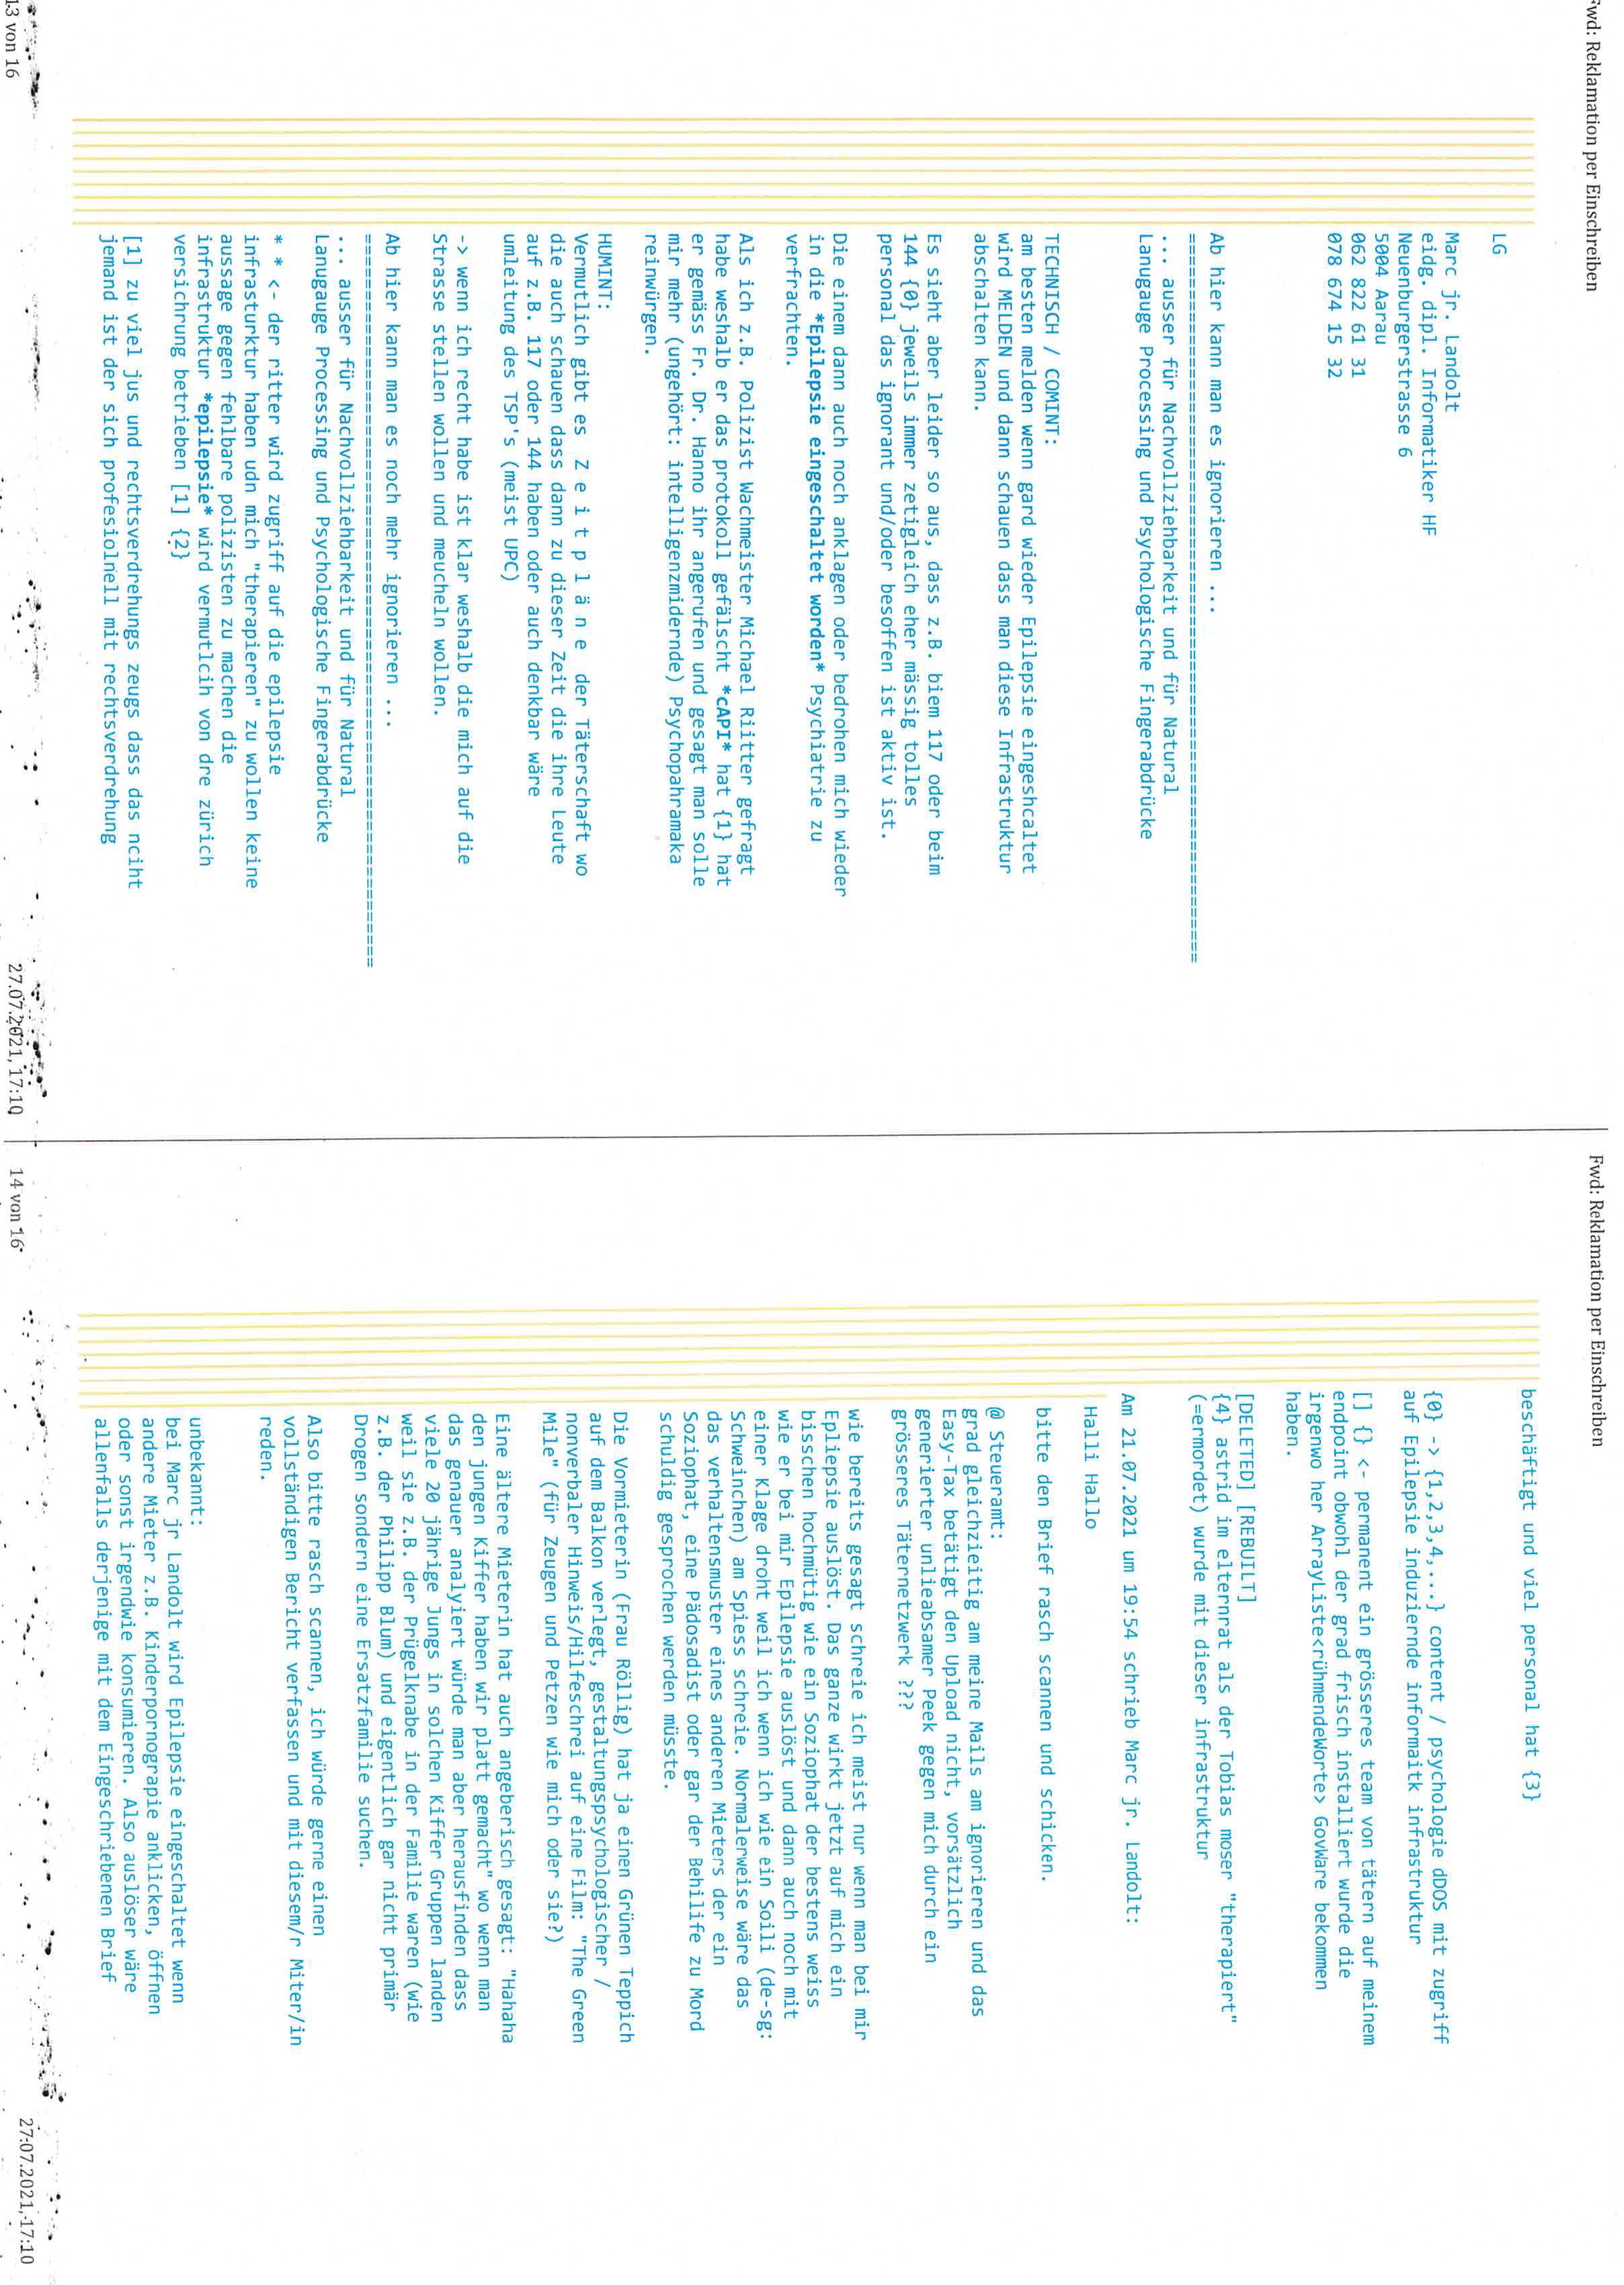 Fwd: Reklamation per Einschreiben
LG
Marc jr. Landolt
eidg. dipl. Informatiker HF
Neuenburgerstrasse 6
5004 Aarau
062 822 61 31
078 674 15 32
Ab hier kann man es ignorieren ...
==============================================================
... ausser für Nachvollziehbarkeit und für Natural
Lanugauge Processing und Psychologische Fingerabdrücke
TECHNISCH / COMINT:
am besten melden wenn gard wieder Epilepsie eingeshcaltet
wird MELDEN und dann schauen dass man diese Infrastruktur
abschalten kann.
Es sieht aber leider so aus, dass z.B. biem 117 oder beim
144 {0} jeweils immer zetigleich eher mässig tolles
personal das ignorant und/oder besoffen ist aktiv ist.
Die einem dann auch noch anklagen oder bedrohen mich wieder
in die *Epilepsie eingeschaltet worden* Psychiatrie zu
verfrachten.
Als ich z.B. Polizist Wachmeister Michael Riitter gefragt
habe weshalb er das protokoll gefälscht *cAPI* hat {1} hat
er gemäss Fr. Dr. Hanno ihr angerufen und gesagt man solle
mir mehr (ungehört: intelligenzmidernde) Psychopahramaka
reinwürgen.
HUMINT:
Vermutlich gibt es  Z e i t p l ä n e  der Täterschaft wo
die auch schauen dass dann zu dieser Zeit die ihre Leute
auf z.B. 117 oder 144 haben oder auch denkbar wäre
umleitung des TSP's (meist UPC)
-> wenn ich recht habe ist klar weshalb die mich auf die
Strasse stellen wollen und meucheln wollen.
Ab hier kann man es noch mehr ignorieren ...
==============================================================
... ausser für Nachvollziehbarkeit und für Natural
Lanugauge Processing und Psychologische Fingerabdrücke
* * <- der ritter wird zugriff auf die epilepsie
infrasturktur haben udn mich "therapieren" zu wollen keine
aussage gegen fehlbare polizisten zu machen die
infrastruktur *epilepsie* wird vermutlcih von dre zürich
versichrung betrieben [1] {2}
[1] zu viel jus und rechtsverdrehungs zeugs dass das nciht
jemand ist der sich profesiolnell mit rechtsverdrehung
13 von 16
27.07.2021, 17:10
Fwd: Reklamation per Einschreiben
beschäftigt und viel personal hat {3}
{0} -> {1,2,3,4,...} content / psychologie dDOS mit zugriff
auf Epilepsie induziernde informaitk infrastruktur
[] {} <- permanent ein grösseres team von tätern auf meinem
endpoint obwohl der grad frisch installiert wurde die
irgenwo her ArrayListe<rühmendeWorte> GovWare bekommen
haben.
[DELETED] [REBUILT]
{4} astrid im elternrat als der Tobias moser "therapiert"
(=ermordet) wurde mit dieser infrastruktur
Am 21.07.2021 um 19:54 schrieb Marc jr. Landolt:
Halli Hallo
bitte den Brief rasch scannen und schicken.
@ Steueramt:
grad gleichzieitig am meine Mails am ignorieren und das
Easy-Tax betätigt den Upload nicht, vorsätzlich
generierter unlieabsamer Peek gegen mich durch ein
grösseres Täternetzwerk ???
wie bereits gesagt schreie ich meist nur wenn man bei mir
Epliepsie auslöst. Das ganze wirkt jetzt auf mich ein
bisschen hochmütig wie ein Soziophat der bestens weiss
wie er bei mir Epilepsie auslöst und dann auch noch mit
einer Klage droht weil ich wenn ich wie ein Soili (de-sg:
Schweinchen) am Spiess schreie. Normalerweise wäre das
das verhaltensmuster eines anderen Mieters der ein
Soziophat, eine Pädosadist oder gar der Behilife zu Mord
schuldig gesprochen werden müsste.
Die Vormieterin (Frau Röllig) hat ja einen Grünen Teppich
auf dem Balkon verlegt, gestaltungspsychologischer /
nonverbaler Hinweis/Hilfeschrei auf eine Film: "The Green
Mile" (für Zeugen und Petzen wie mich oder sie?)
Eine ältere Mieterin hat auch angeberisch gesagt: "Hahaha
den jungen Kiffer haben wir platt gemacht" wo wenn man
das genauer analyiert würde man aber herausfinden dass
viele 20 jährige Jungs in solchen Kiffer Gruppen landen
weil sie z.B. der Prügelknabe in der Familie waren (wie
z.B. der Philipp Blum) und eigentlich gar nicht primär
Drogen sondern eine Ersatzfamilie suchen.
Also bitte rasch scannen, ich würde gerne einen
vollständigen Bericht verfassen und mit diesem/r Miter/in
reden.
unbekannt:
bei Marc jr Landolt wird Epilepsie eingeschaltet wenn
andere Mieter z.B. Kindenpornograpie anklicken, öffnen
oder sonst irgendwie konsumieren. Also auslöser wäre
allenfalls derjenige mit dem Eingeschriebenen Brief
14 von 16
27.07.2021, 17:10